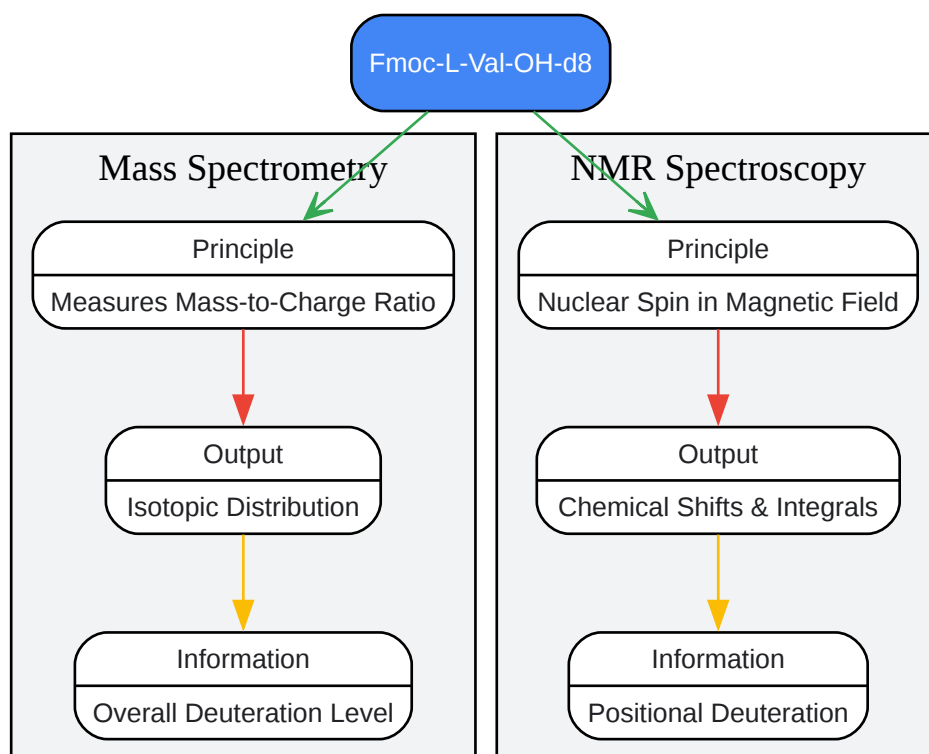 Fmoc-L-Val-OH-d8
Mass Spectrometry
Principle
Measures Mass-to-Charge Ratio
Output
Isotopic Distribution
Information
Overall Deuteration Level
NMR Spectroscopy
Principle
Nuclear Spin in Magnetic Field
Output
Chemical Shifts & Integrals
Information
Positional Deuteration